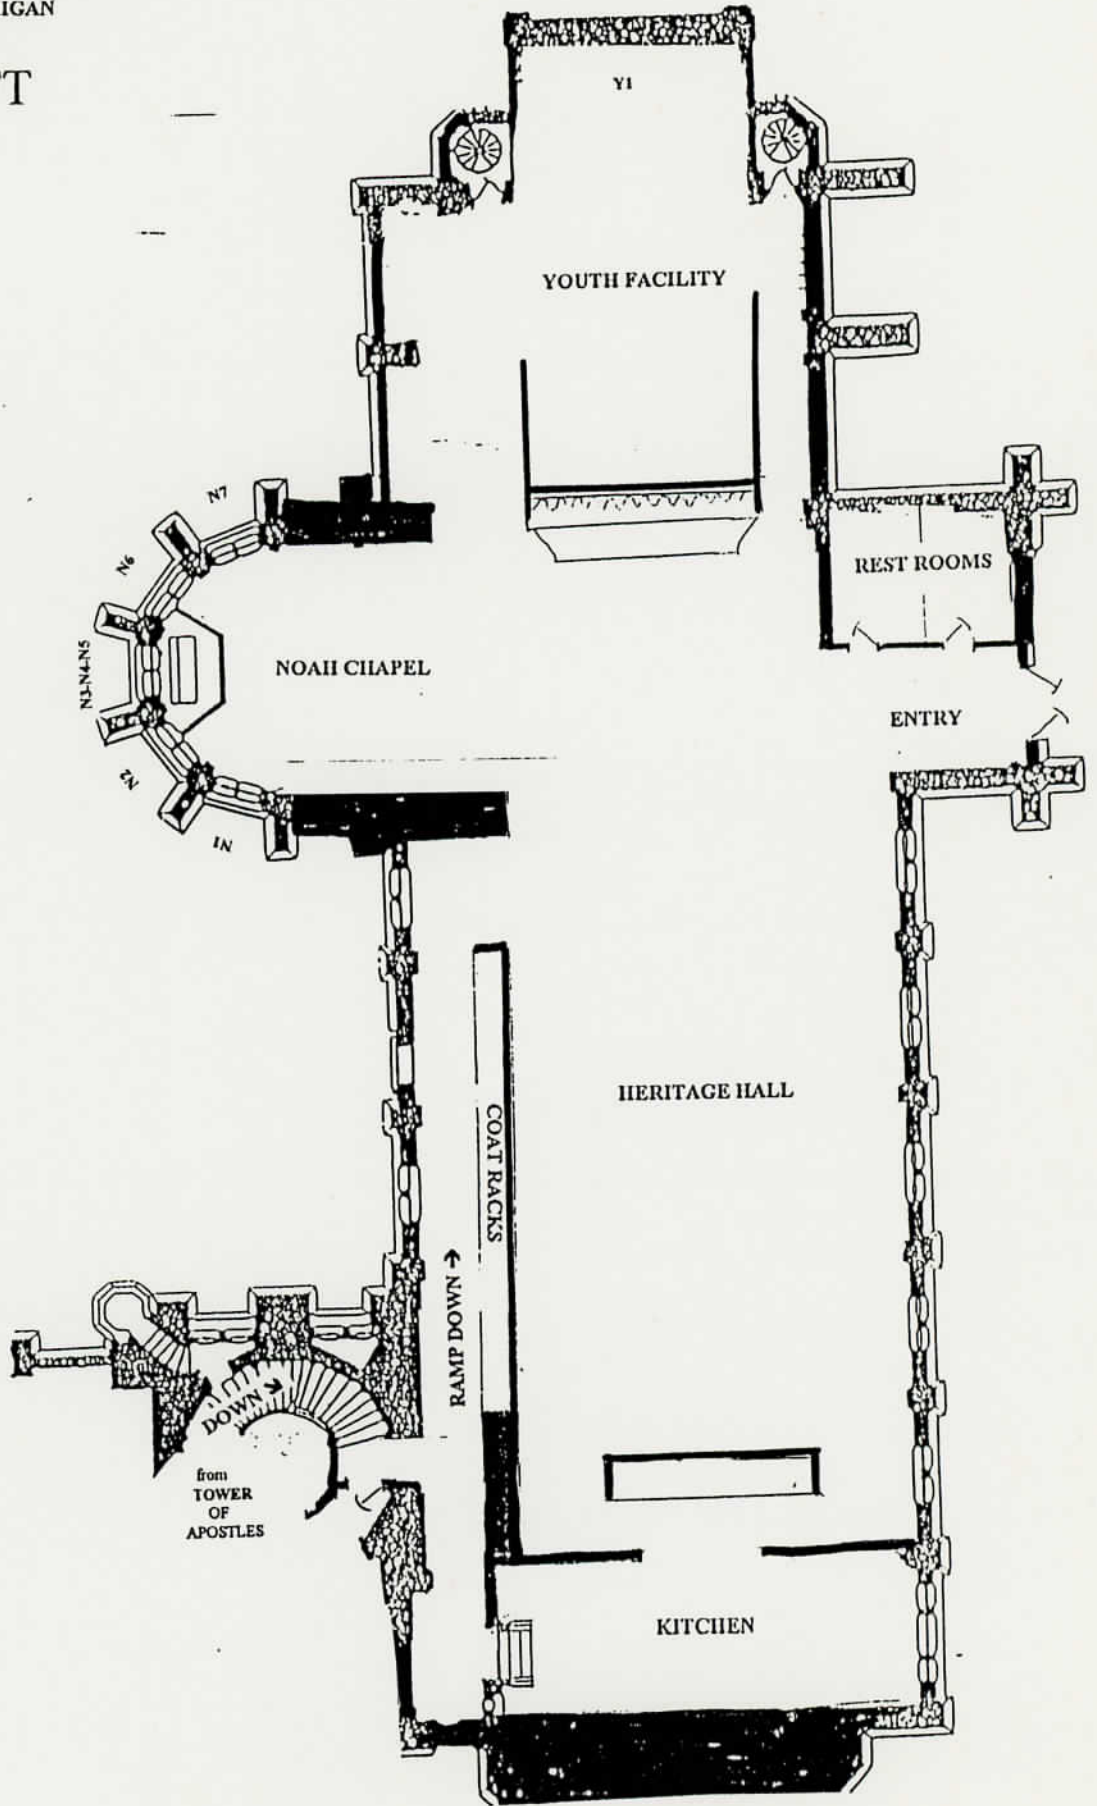 IGAN
T
Y1
YOUTH FACILITY
N7
N6
N3-N4-N5
N2
N1
REST ROOMS
NOAH CHAPEL
ENTRY
HERITAGE HALL
COAT RACKS
RAMP DOWN →
DOWN →
from
TOWER
OF
APOSTLES
KITCHEN